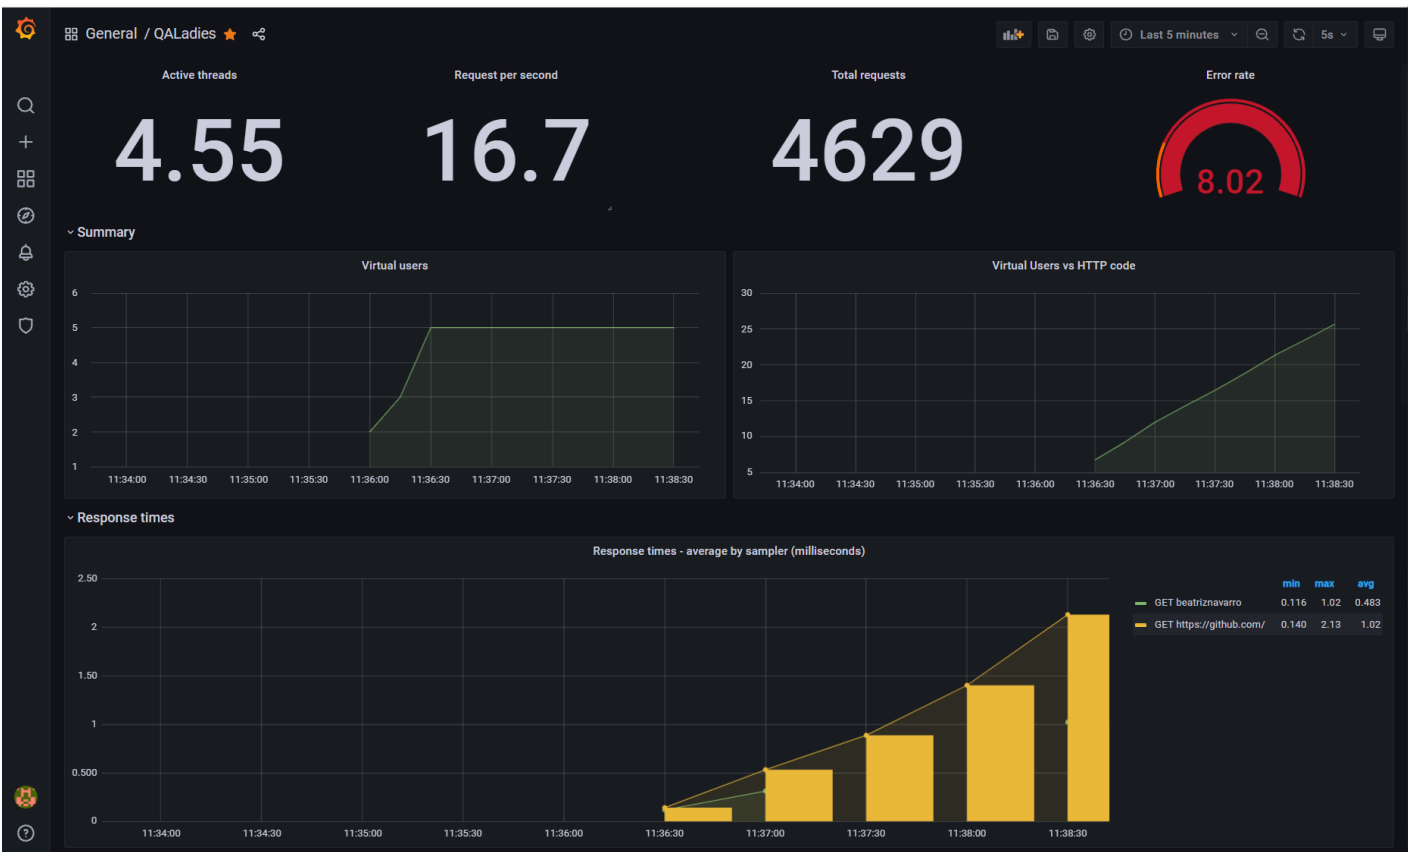 General / QALadies
Last 5 minutes
5s
Active threads
Request per second
Total requests
Error rate
4.55
16.7
4629
8.02
Summary
Virtual users
6
5
4
3
2
1
11:34:00 11:34:30 11:35:00 11:35:30 11:36:00 11:36:30 11:37:00 11:37:30 11:38:00 11:38:30
Virtual Users vs HTTP code
30
25
20
15
10
5
11:34:00 11:34:30 11:35:00 11:35:30 11:36:00 11:36:30 11:37:00 11:37:30 11:38:00 11:38:30
Response times
Response times - average by sampler (milliseconds)
2.50
2
1.50
1
0.500
0
11:34:00 11:34:30 11:35:00 11:35:30 11:36:00 11:36:30 11:37:00 11:37:30 11:38:00 11:38:30
min max avg
GET beatriznavarro 0.116 1.02 0.483
GET https://github.com/ 0.140 2.13 1.02